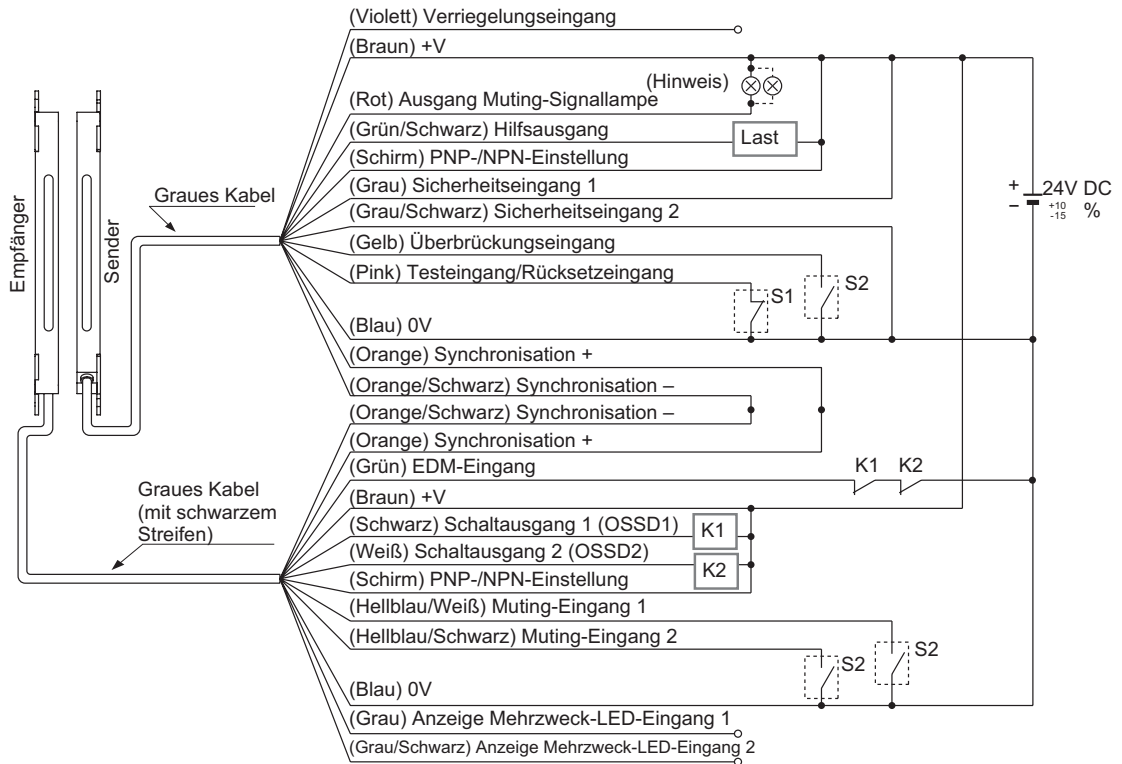 (Violett) Verriegelungseingang
(Braun) +V
(Hinweis)
(Rot) Ausgang Muting-Signallampe
(Grün/Schwarz) Hilfsausgang
Last
(Schirm) PNP-/NPN-Einstellung
(Grau) Sicherheitseingang 1
(Grau/Schwarz) Sicherheitseingang 2
(Gelb) Überbrückungseingang
(Pink) Testeingang/Rücksetzeingang
S1
S2
(Blau) 0V
+
–
24V DC
+10
-15 %
Empfänger
Sender
Graues Kabel
(Orange) Synchronisation +
(Orange/Schwarz) Synchronisation –
(Orange/Schwarz) Synchronisation –
(Orange) Synchronisation +
(Grün) EDM-Eingang
K1 K2
Graues Kabel
(mit schwarzem
Streifen)
(Braun) +V
(Schwarz) Schaltausgang 1 (OSSD1)
K1
(Weiß) Schaltausgang 2 (OSSD2)
K2
(Schirm) PNP-/NPN-Einstellung
(Hellblau/Weiß) Muting-Eingang 1
(Hellblau/Schwarz) Muting-Eingang 2
S2
S2
(Blau) 0V
(Grau) Anzeige Mehrzweck-LED-Eingang 1
(Grau/Schwarz) Anzeige Mehrzweck-LED-Eingang 2